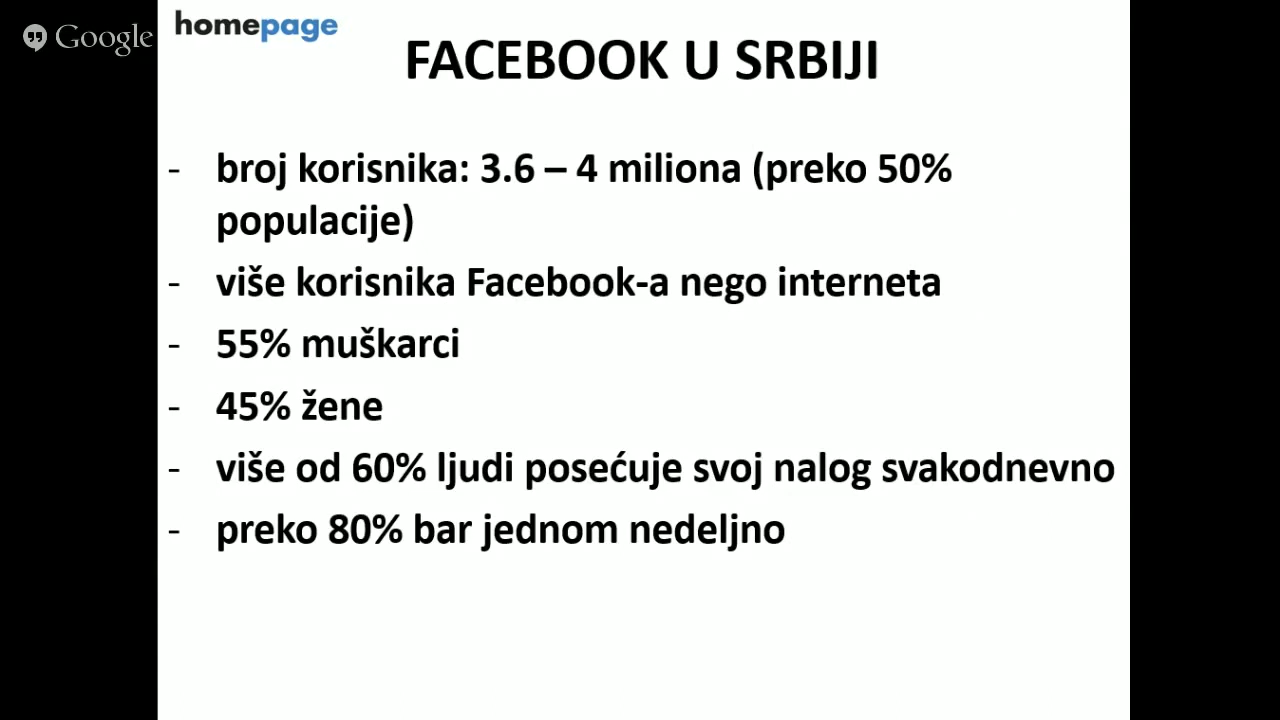 Google
homepage
FACEBOOK U SRBIJI
- broj korisnika: 3.6 – 4 miliona (preko 50%
populacije)
- više korisnika Facebook-a nego interneta
- 55% muškarci
- 45% žene
- više od 60% ljudi posećuje svoj nalog svakodnevno
- preko 80% bar jednom nedeljno